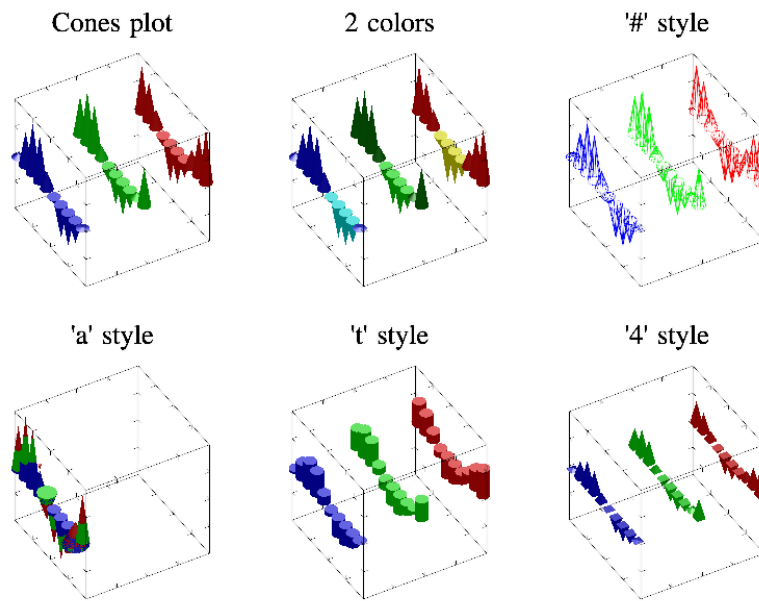 Cones plot
2 colors
'#' style
'a' style
't' style
'4' style